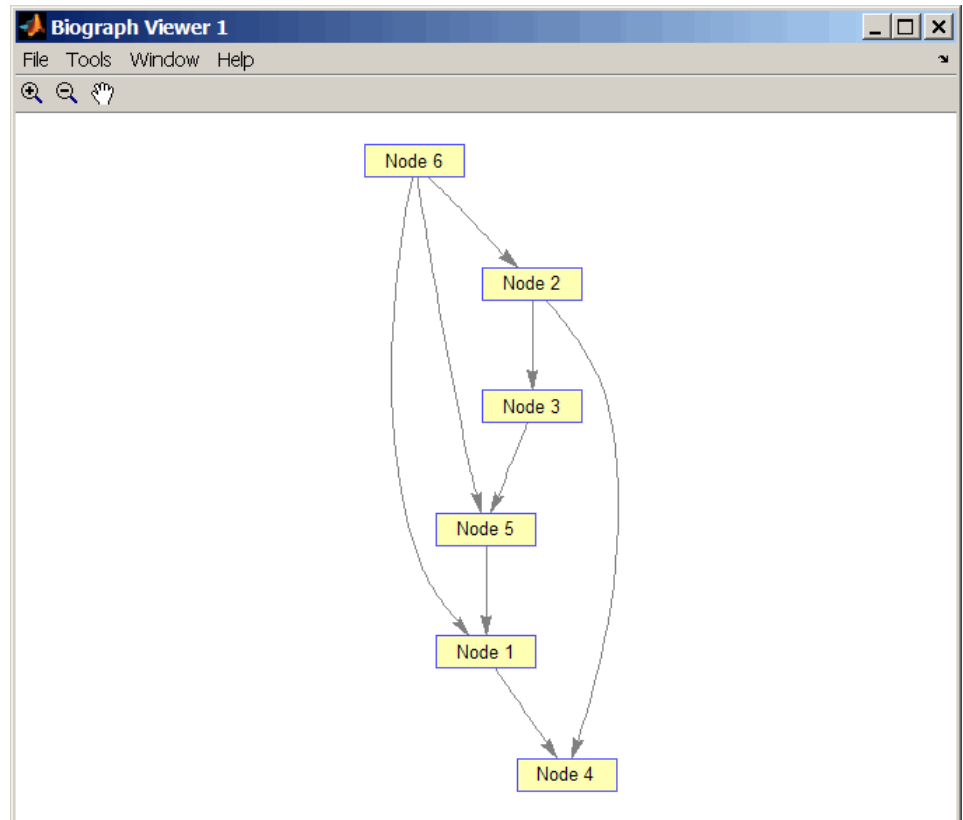 Biograph Viewer 1
File Tools Window Help
Node 6
Node 2
Node 3
Node 5
Node 1
Node 4